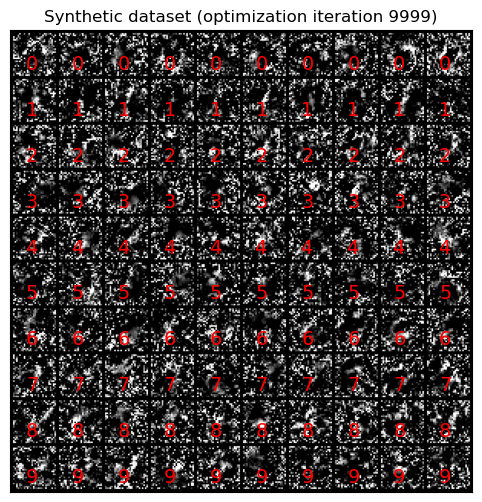 Synthetic dataset (optimization iteration 9999)
0 0 0 0 0 0 0 0 0 0
1 1 1 1 1 1 1 1 1 1
2 2 2 2 2 2 2 2 2 2
3 3 3 3 3 3 3 3 3 3
4 4 4 4 4 4 4 4 4 4
5 5 5 5 5 5 5 5 5 5
6 6 6 6 6 6 6 6 6 6
7 7 7 7 7 7 7 7 7 7
8 8 8 8 8 8 8 8 8 8
9 9 9 9 9 9 9 9 9 9